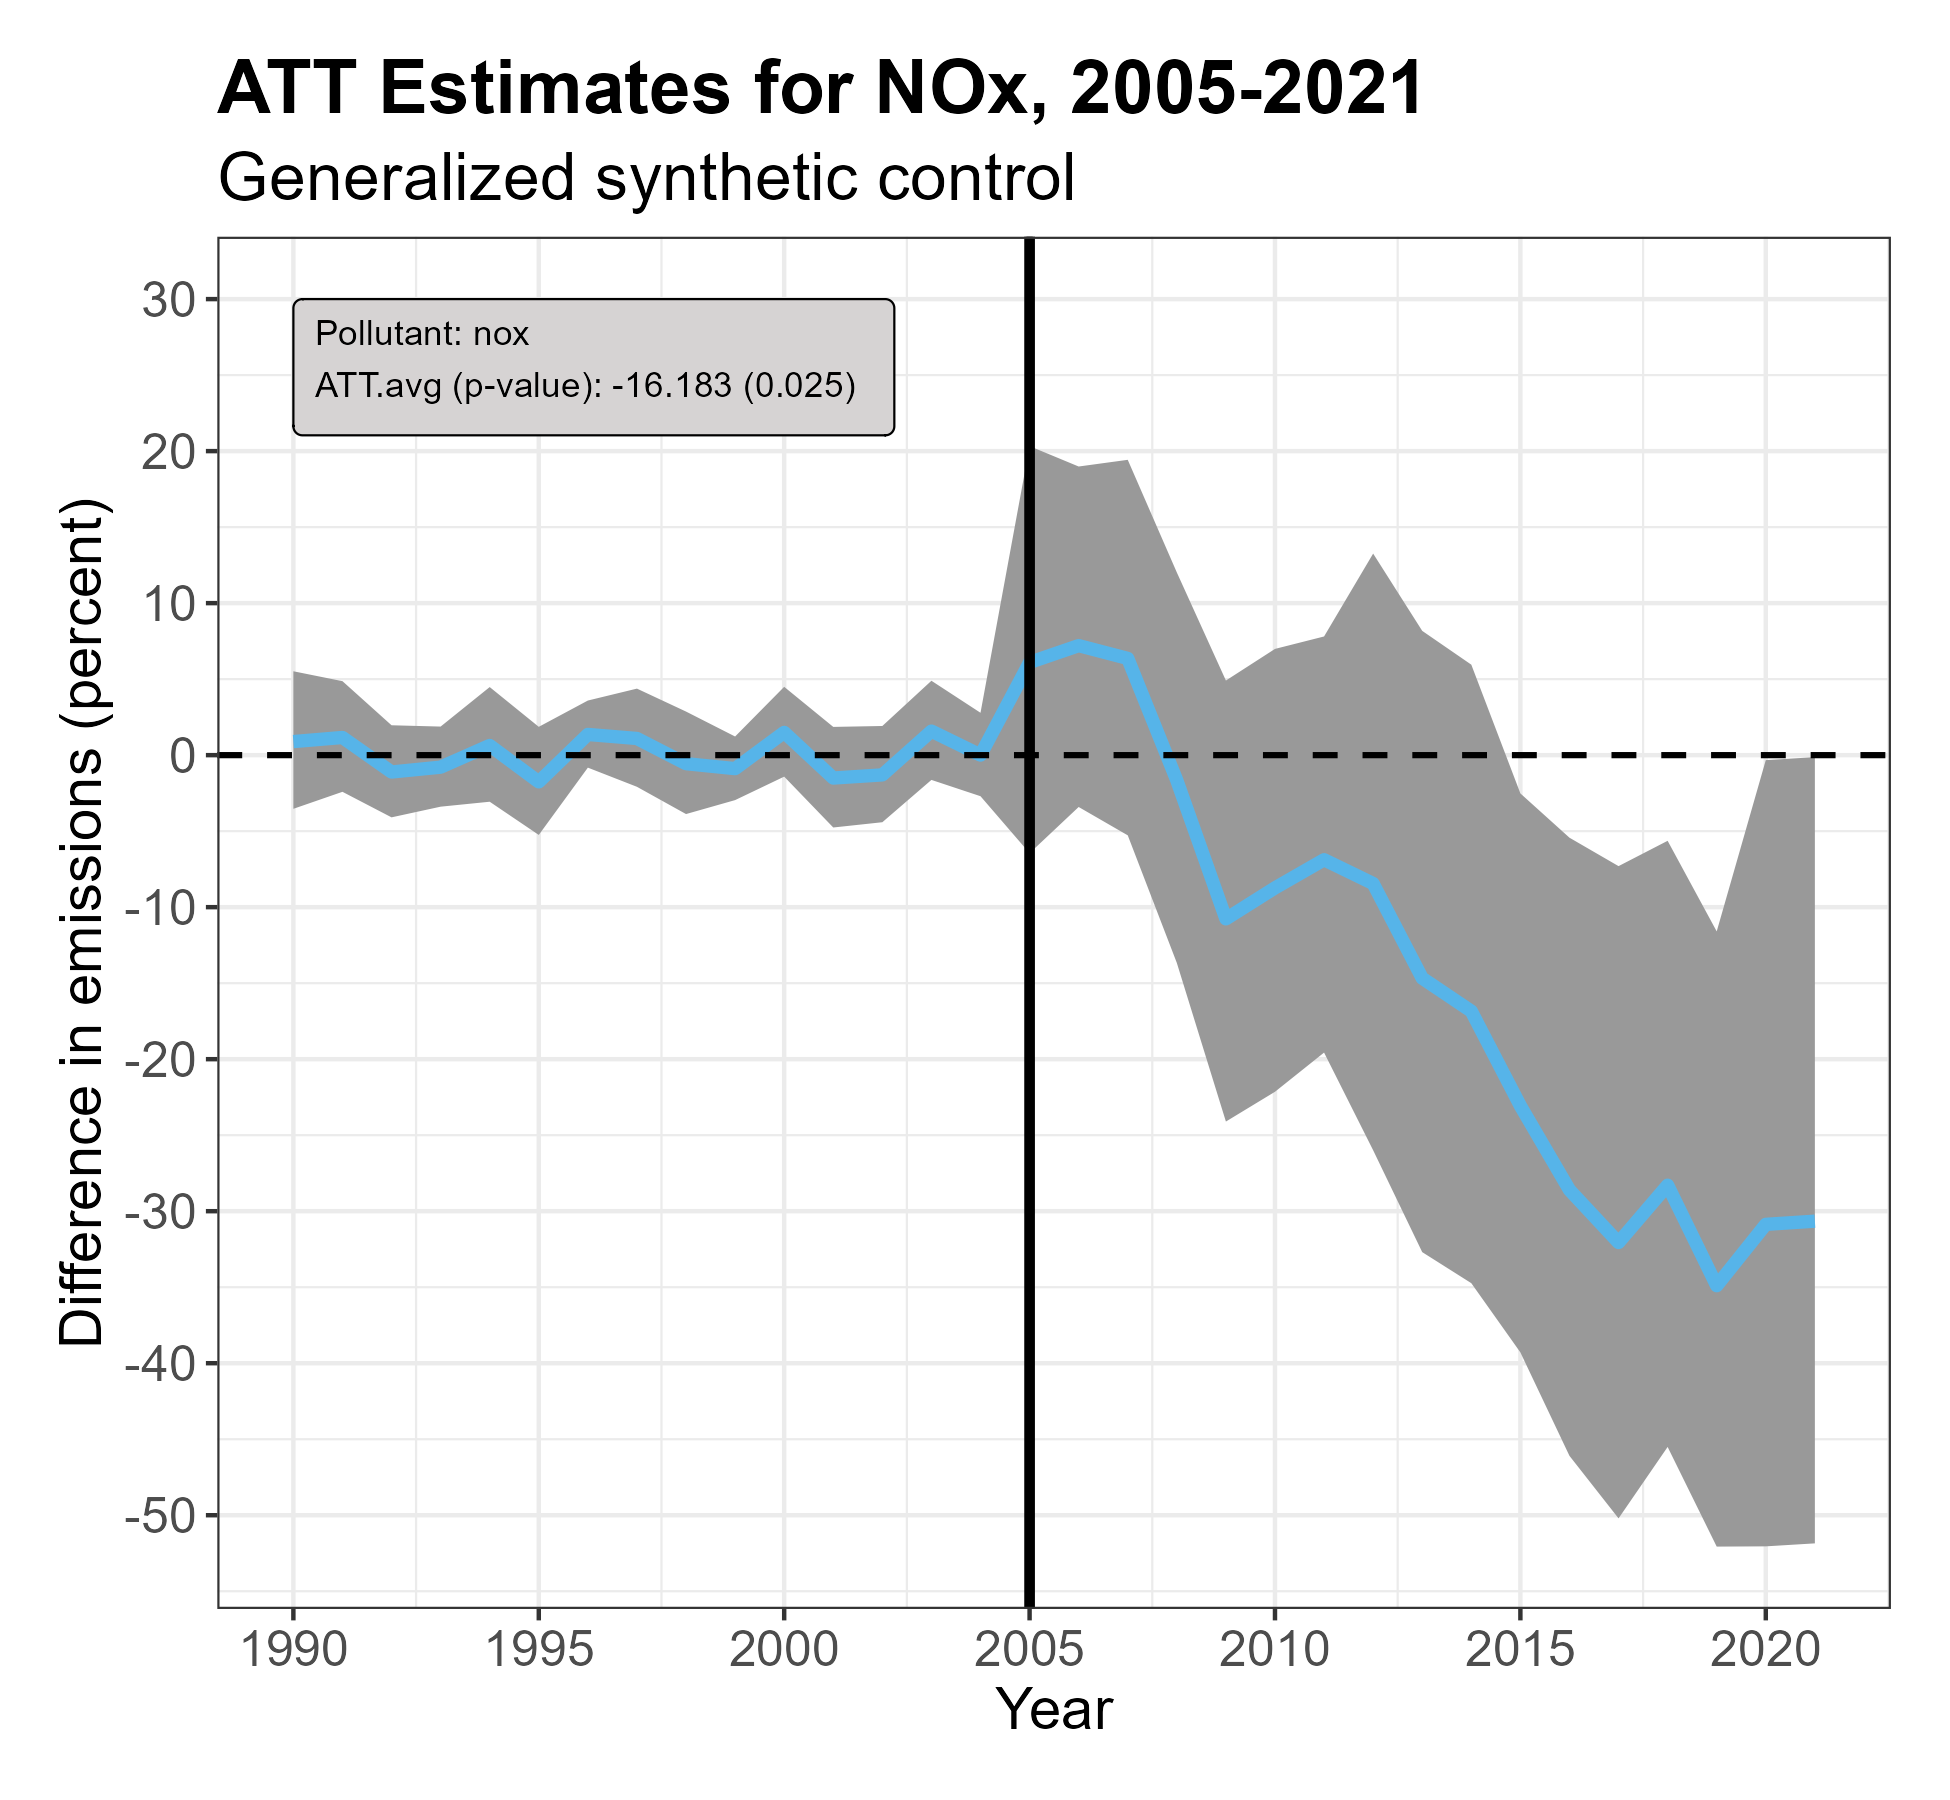 ATT Estimates for NOx, 2005-2021
Generalized synthetic control
Pollutant: nox
ATT.avg (p-value): -16.183 (0.025)
Difference in emissions (percent)
30
20
10
0
-10
-20
-30
-40
-50
1990 1995 2000 2005 2010 2015 2020
Year